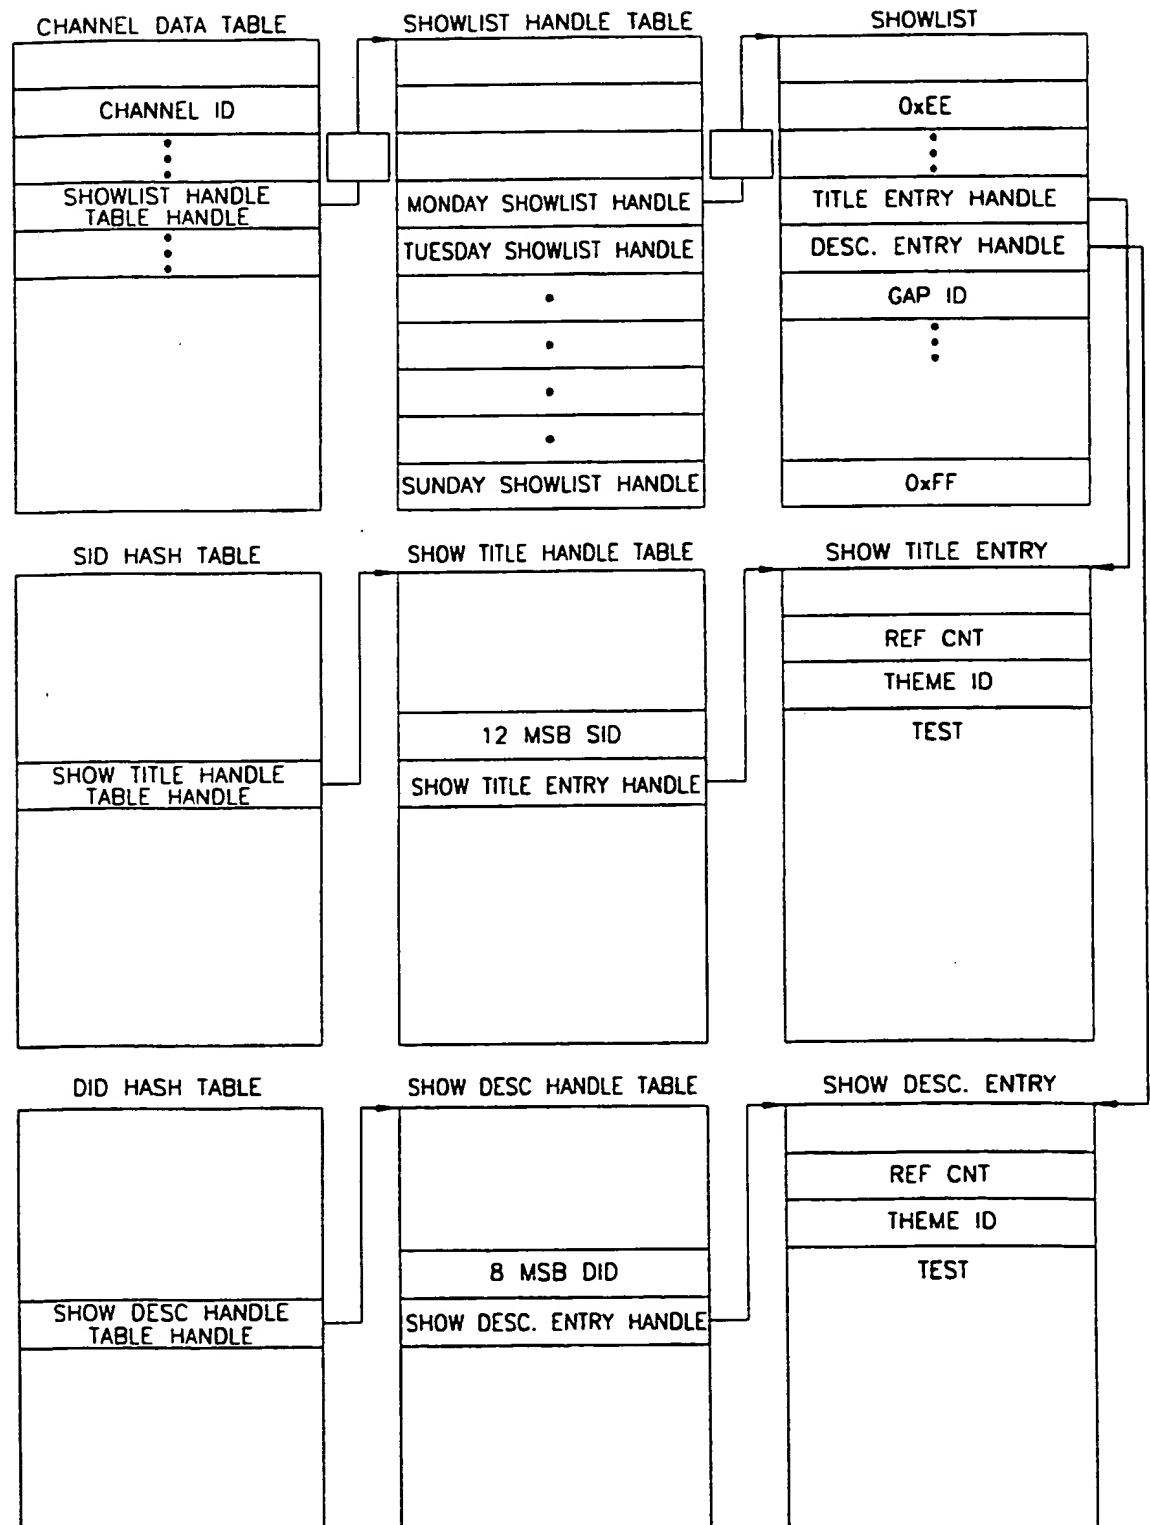 CHANNEL DATA TABLE
CHANNEL ID
SHOWLIST HANDLE
TABLE HANDLE
SHOWLIST HANDLE TABLE
MONDAY SHOWLIST HANDLE
TUESDAY SHOWLIST HANDLE
SUNDAY SHOWLIST HANDLE
SHOWLIST
0xEE
TITLE ENTRY HANDLE
DESC. ENTRY HANDLE
GAP ID
0xFF
SID HASH TABLE
SHOW TITLE HANDLE
TABLE HANDLE
SHOW TITLE HANDLE TABLE
12 MSB SID
SHOW TITLE ENTRY HANDLE
SHOW TITLE ENTRY
REF CNT
THEME ID
TEST
DID HASH TABLE
SHOW DESC HANDLE
TABLE HANDLE
SHOW DESC HANDLE TABLE
8 MSB DID
SHOW DESC. ENTRY HANDLE
SHOW DESC. ENTRY
REF CNT
THEME ID
TEST